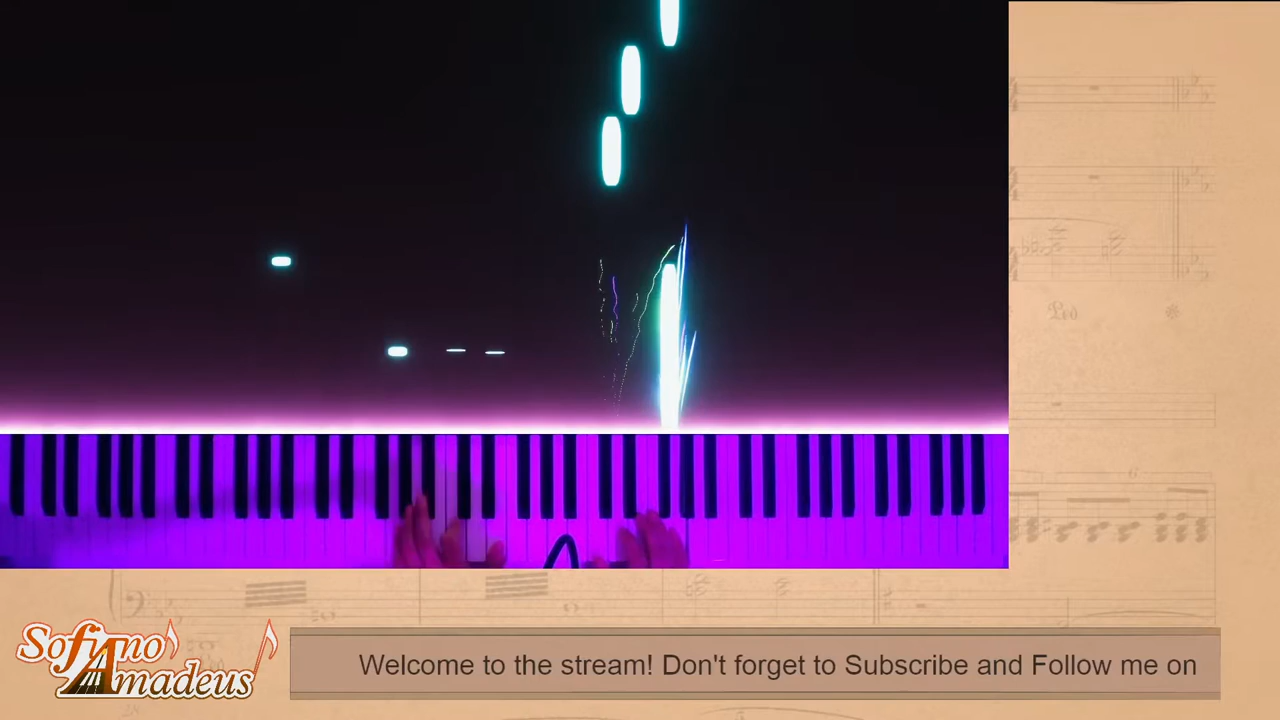 Sofiano
Amadeus
Welcome to the stream! Don't forget to Subscribe and Follow me on